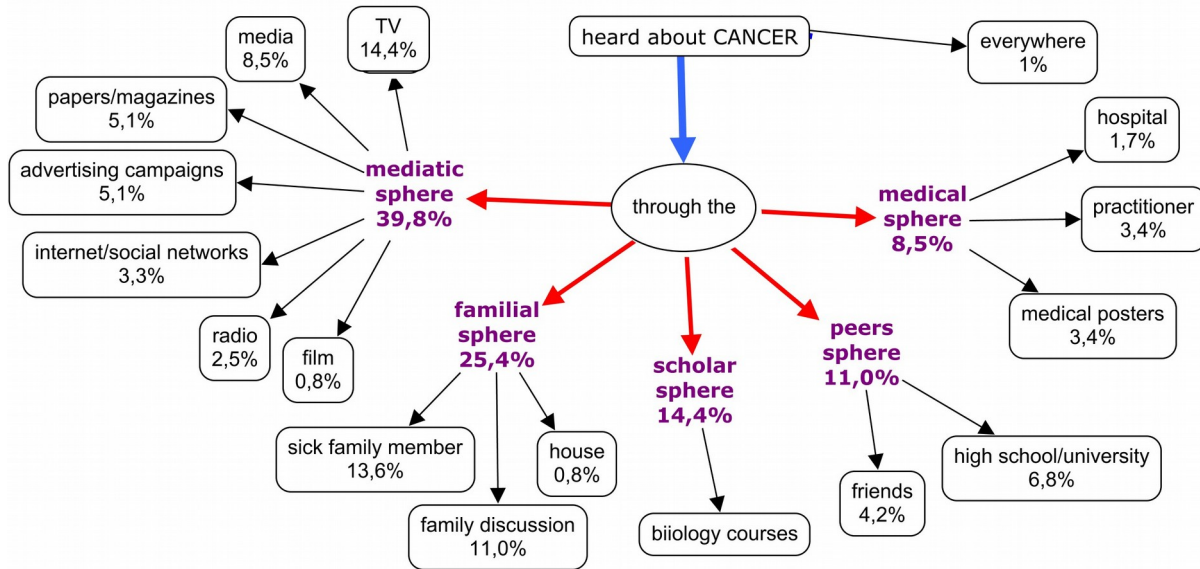 heard about CANCER
everywhere
1%
through the
mediatic
sphere
39,8%
TV
14,4%
media
8,5%
papers/magazines
5,1%
advertising campaigns
5,1%
internet/social networks
3,3%
radio
2,5%
film
0,8%
familial
sphere
25,4%
sick family member
13,6%
family discussion
11,0%
house
0,8%
scholar
sphere
14,4%
biiology courses
peers
sphere
11,0%
friends
4,2%
high school/university
6,8%
medical
sphere
8,5%
hospital
1,7%
practitioner
3,4%
medical posters
3,4%